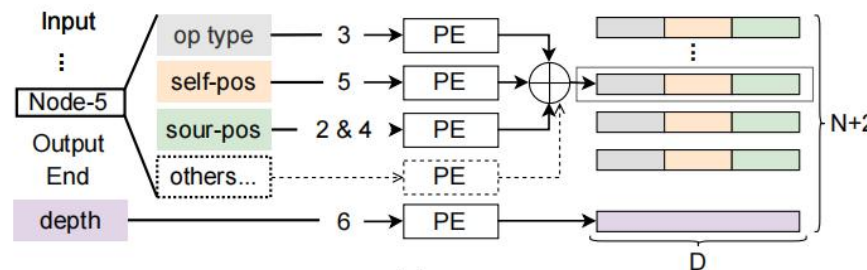 Input
⋮
Node-5
Output
End
op type 3 PE
self-pos 5 PE
sour-pos 2 & 4 PE
others... PE
depth 6 PE
⋮
N+2
D